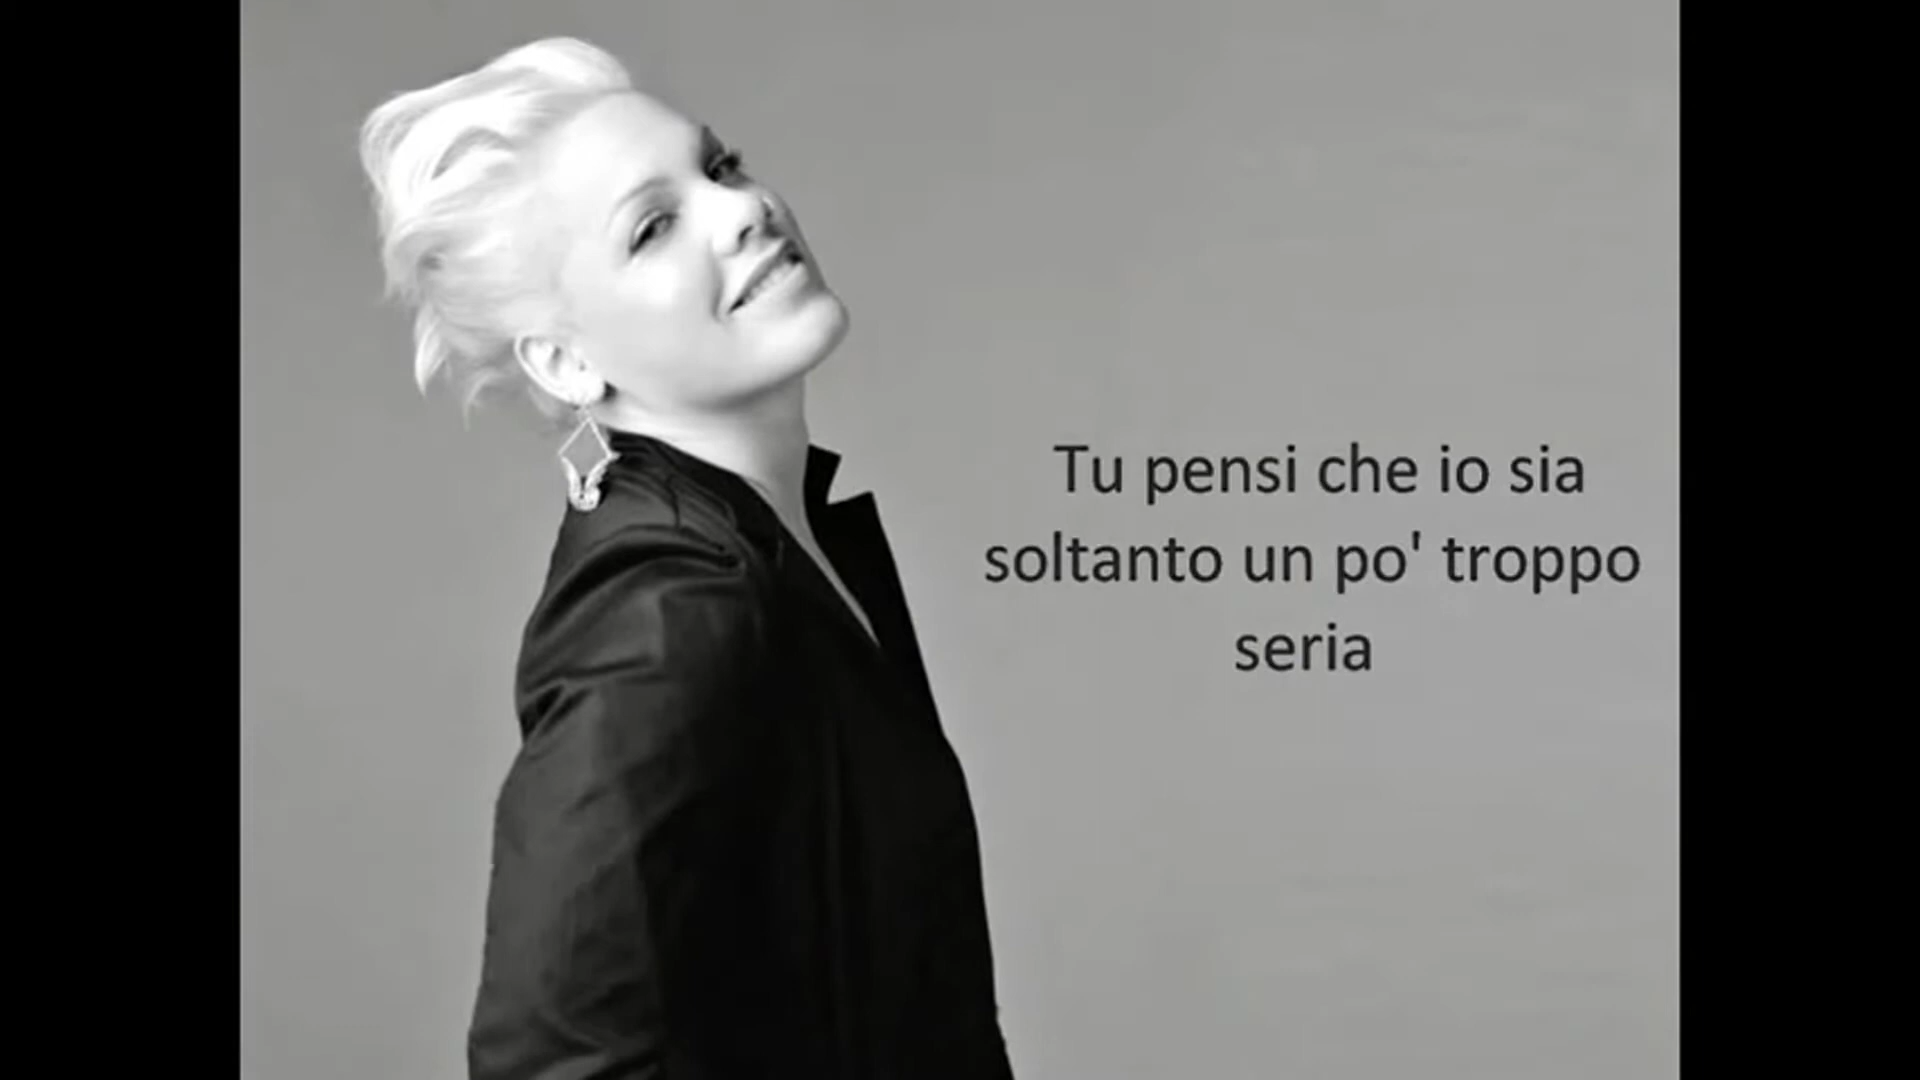 Tu pensi che io sia
soltanto un po' troppo
seria